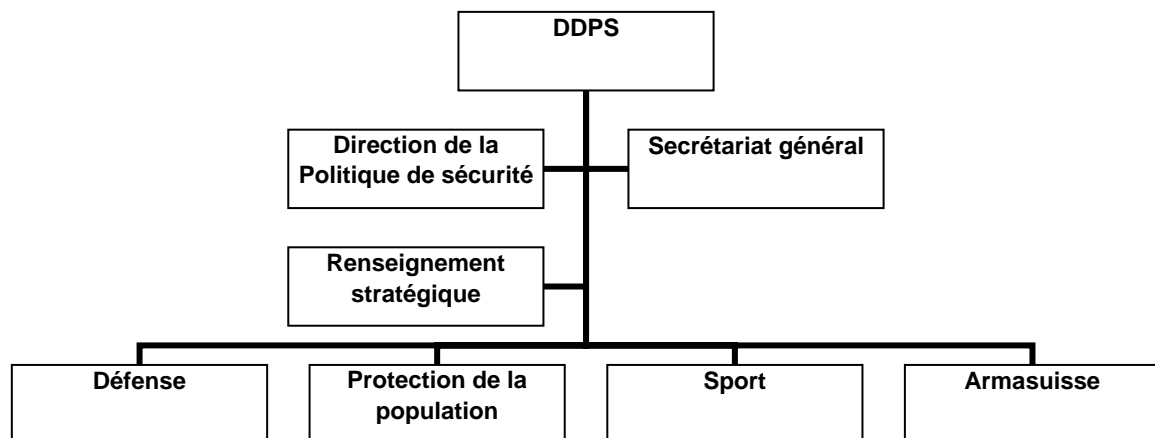 DDPS
Direction de la
Politique de sécurité
Secrétariat général
Renseignement
stratégique
Défense
Protection de la
population
Sport
Armasuisse